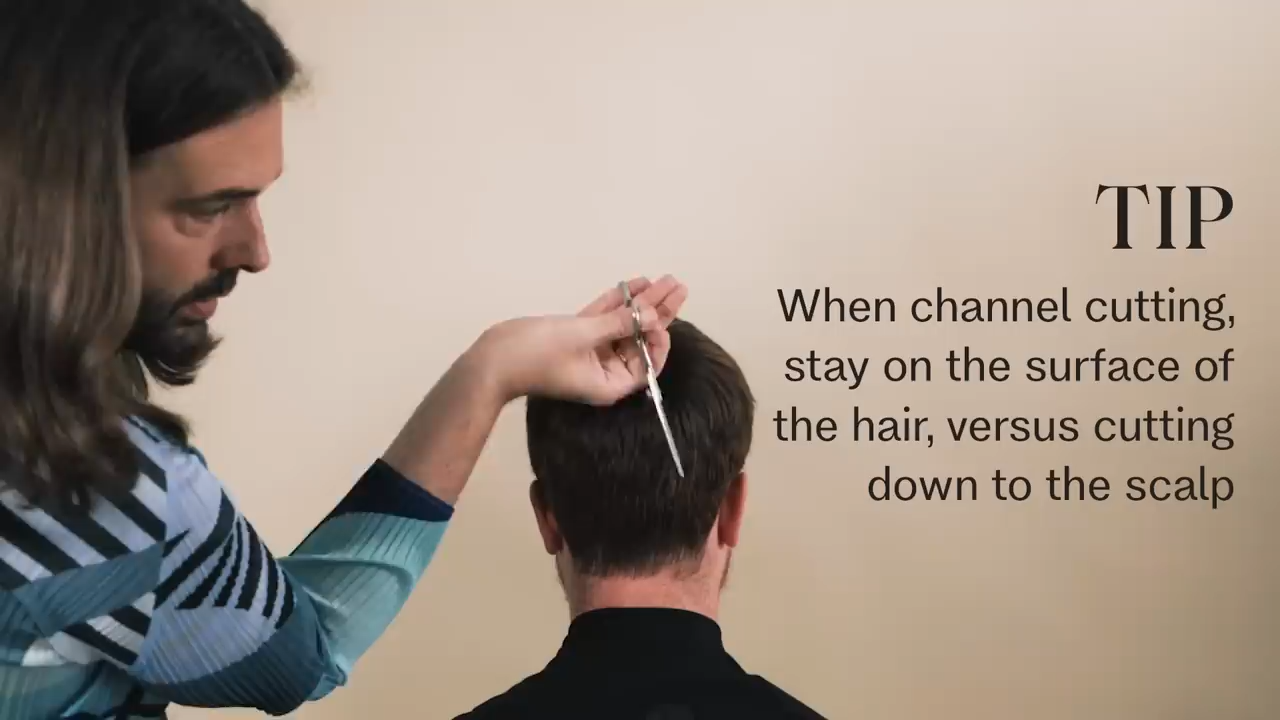 TIP
When channel cutting,
stay on the surface of
the hair, versus cutting
down to the scalp